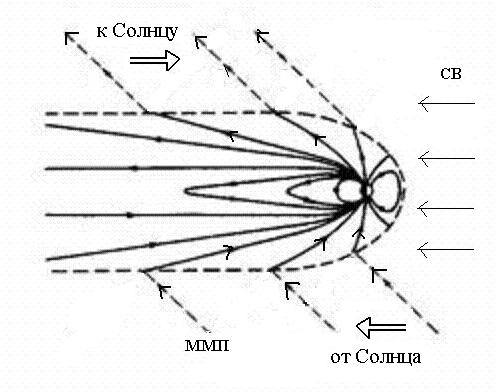 к Солнцу
св
ммп
от Солнца